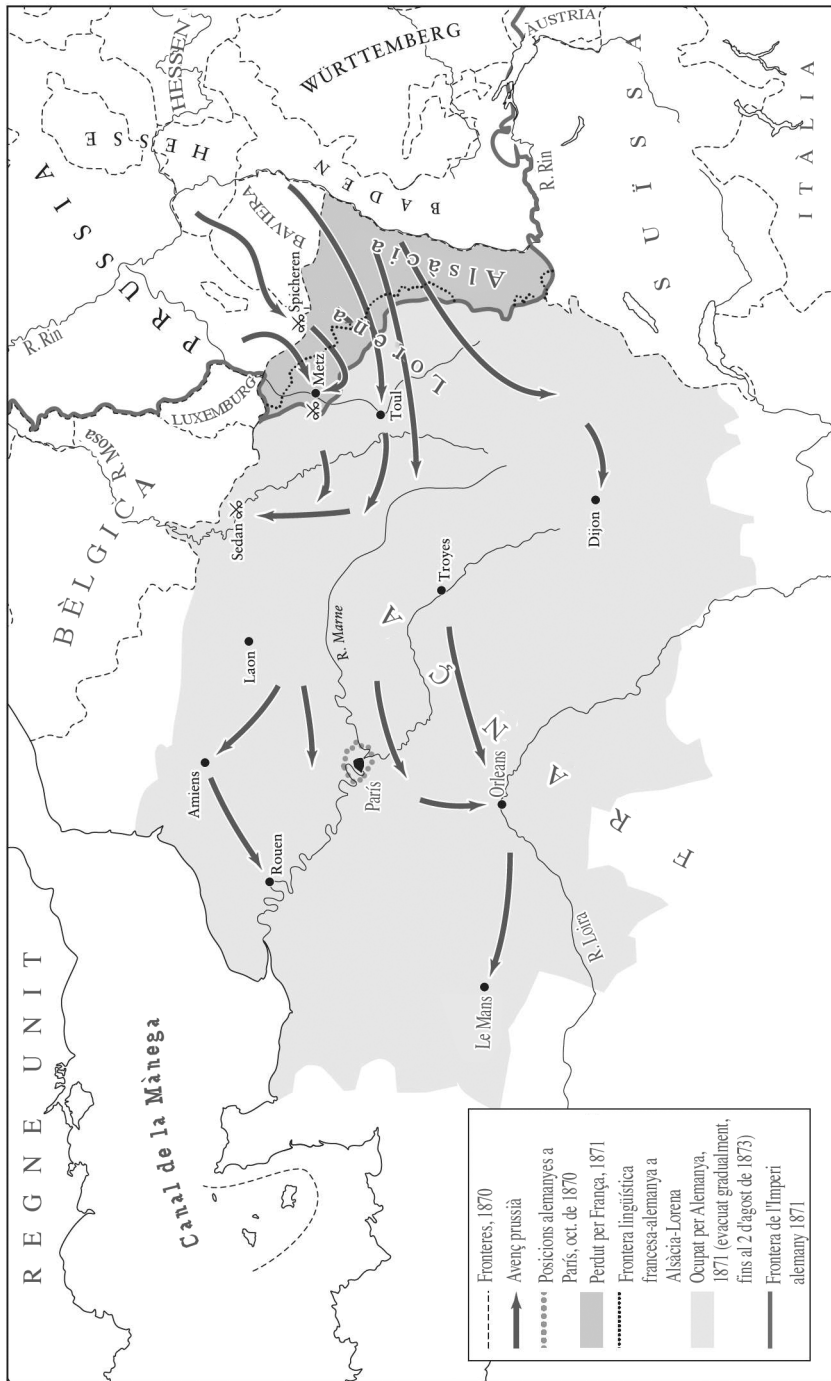 REGNE UNIT
Canal de la Mànega
BÈLGICA
R. Mosa
LUXEMBURG
R. Rin
PRUSSIA
HESSE
HESSEN
BAVIERA
WÜRTTEMBERG
BADEN
ÀUSTRIA
R. Rin
SUÏSSA
ITÀLIA
Alsàcia
Lorena
FRANÇA
Spicheren
Metz
Toul
Sedan
Laon
Amiens
Rouen
R. Marne
París
Troyes
Orleans
Dijon
Le Mans
R. Loira
Fronteres, 1870
Avenç prussià
Posicions alemanyes a
París, oct. de 1870
Perdut per França, 1871
Frontera lingüística
francesa-alemanya a
Alsàcia-Lorena
Ocupat per Alemanya,
1871 (evacuat gradualment,
fins al 2 d'agost de 1873)
Frontera de l'Imperi
alemany 1871